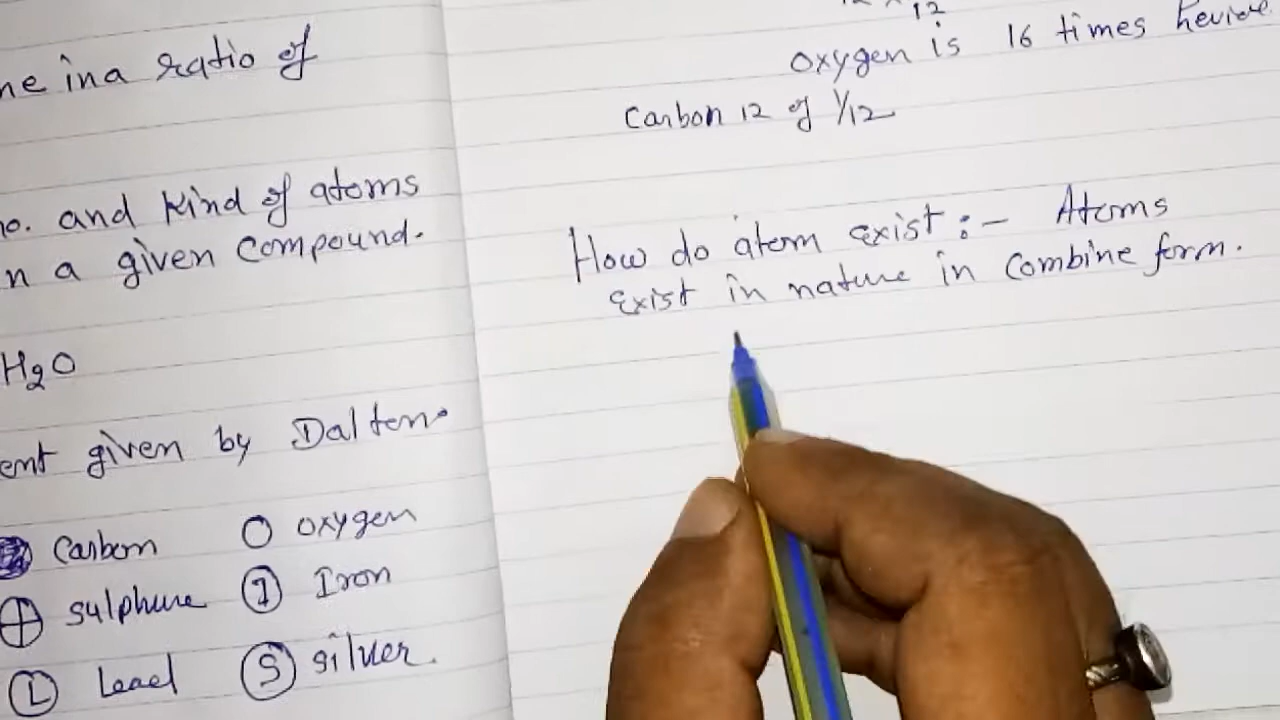 ne in a ratio of
no. and kind of atoms
n a given compound.
H2O
ent given by Dalton
Carbon O oxygen
sulphure I Iron
L Lead S silver.
12
oxygen is 16 times
Carbon 12 of 1/12
How do atom exist :- Atoms
exist in nature in combine form.